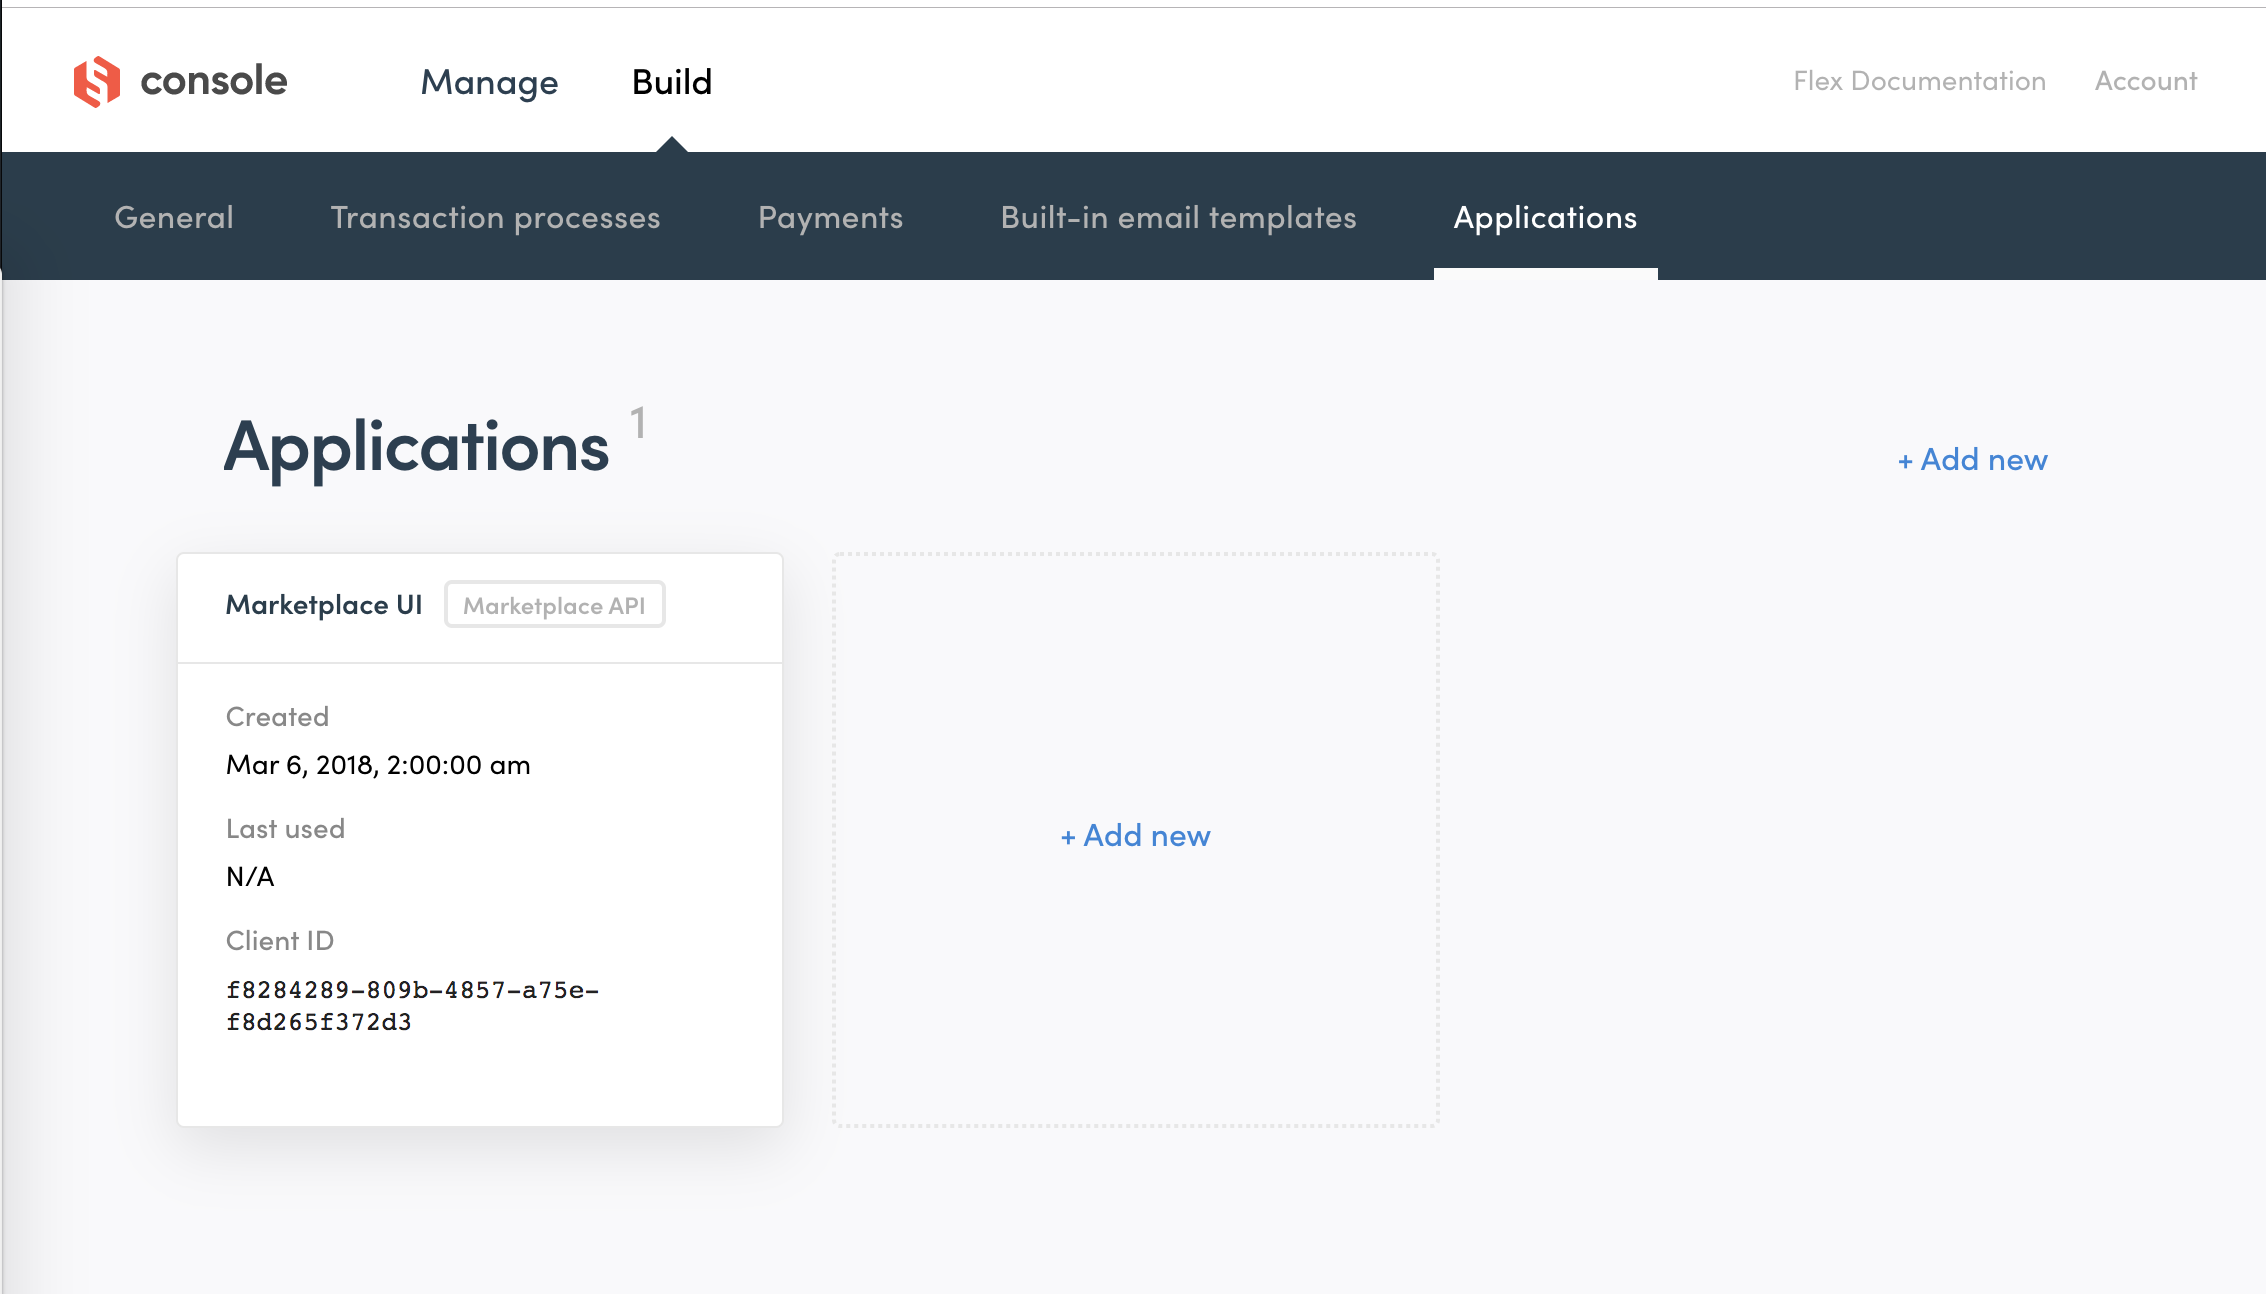 console Manage Build Flex Documentation Account
General Transaction processes Payments Built-in email templates Applications
Applications 1
+ Add new
Marketplace UI Marketplace API
Created
Mar 6, 2018, 2:00:00 am
Last used
N/A
Client ID
f8284289-809b-4857-a75e-
f8d265f372d3
+ Add new